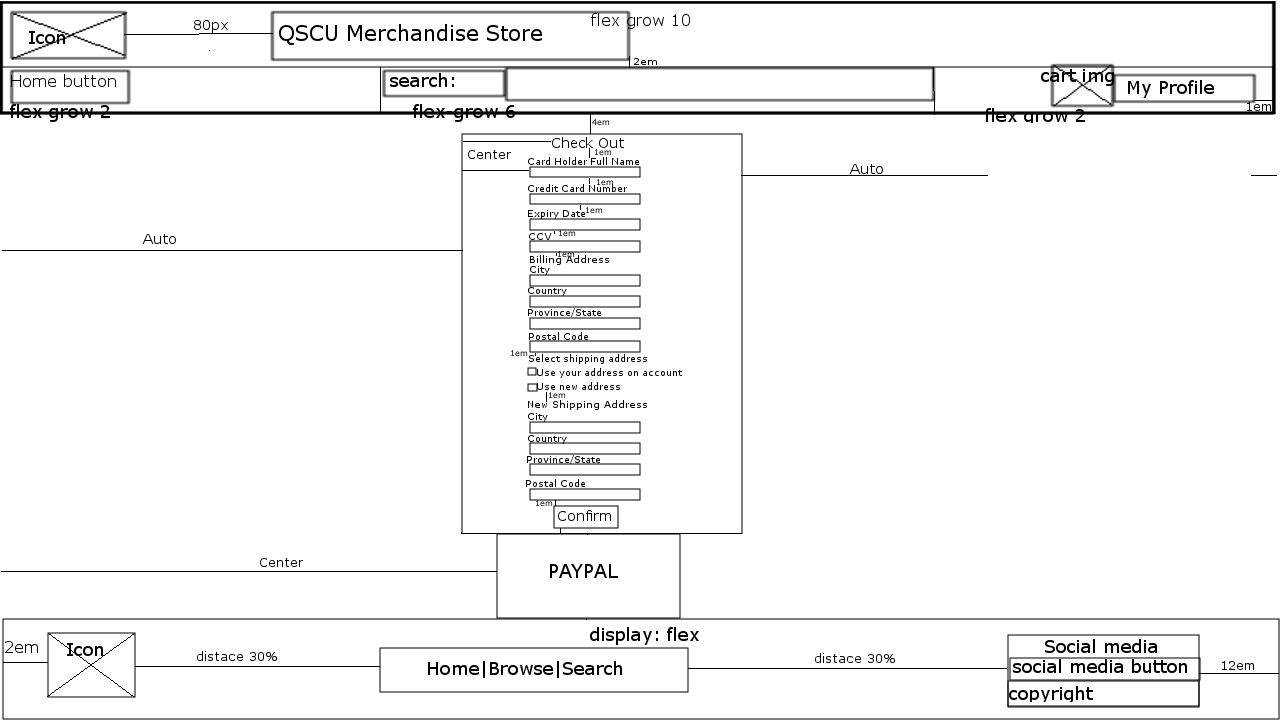 flex grow 10
80px
QSCU Merchandise Store
Icon
2em
Home button
search:
cart img
My Profile
flex grow 2
flex-grow 6
flex grow 2
1em
4em
Check Out
Center
1em
Card Holder Full Name
Auto
1em
Credit Card Number
1em
Expiry Date
1em
CCV
Auto
1em
Billing Address
City
Country
Province/State
Postal Code
1em
Select shipping address
Use your address on account
Use new address
1em
New Shipping Address
City
Country
Province/State
Postal Code
1em
Confirm
Center
PAYPAL
display: flex
2em
Icon
distace 30%
Home|Browse|Search
distace 30%
Social media
social media button
12em
copyright